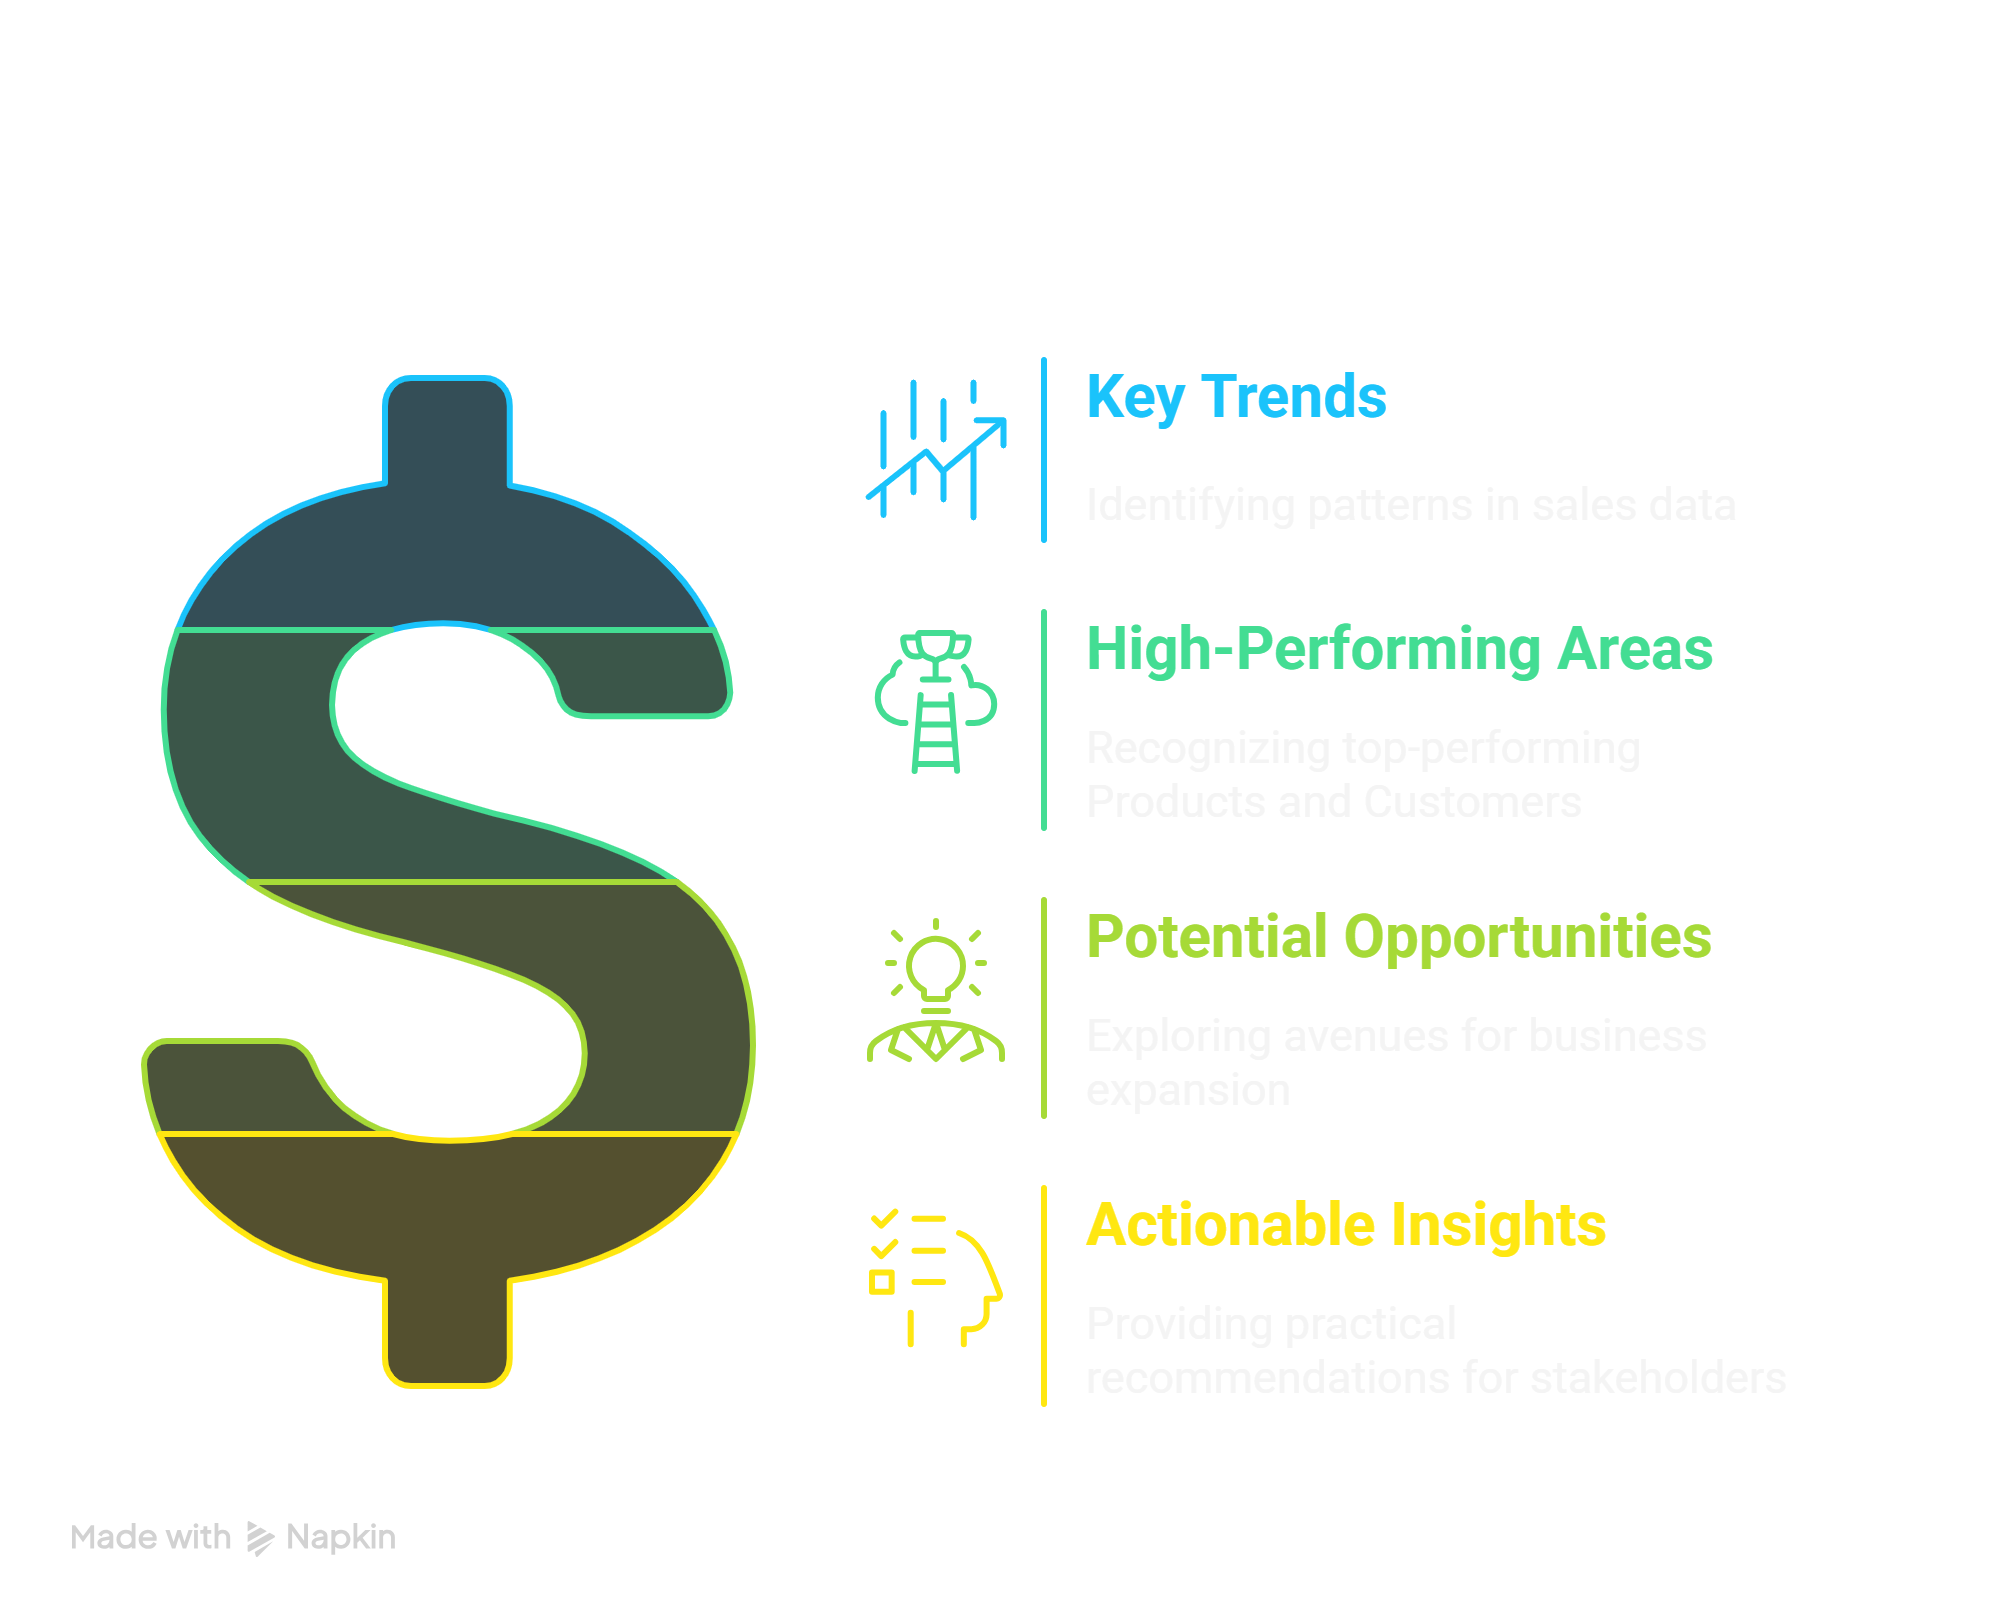 Key Trends
Identifying patterns in sales data
High-Performing Areas
Recognizing top-performing
Products and Customers
Potential Opportunities
Exploring avenues for business
expansion
Actionable Insights
Providing practical
recommendations for stakeholders
Made with Napkin